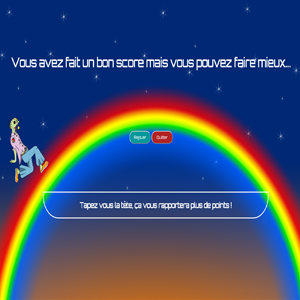 Vous avez fait un bon score mais vous pouvez faire mieux...
Rejouer Quitter
Tapez vous la tête, ça vous rapportera plus de points !